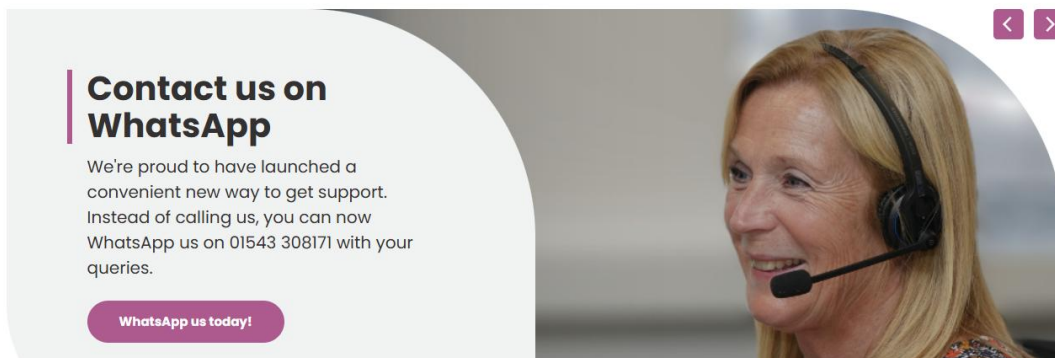 Contact us on
WhatsApp
We're proud to have launched a
convenient new way to get support.
Instead of calling us, you can now
WhatsApp us on 01543 308171 with your
queries.
WhatsApp us today!